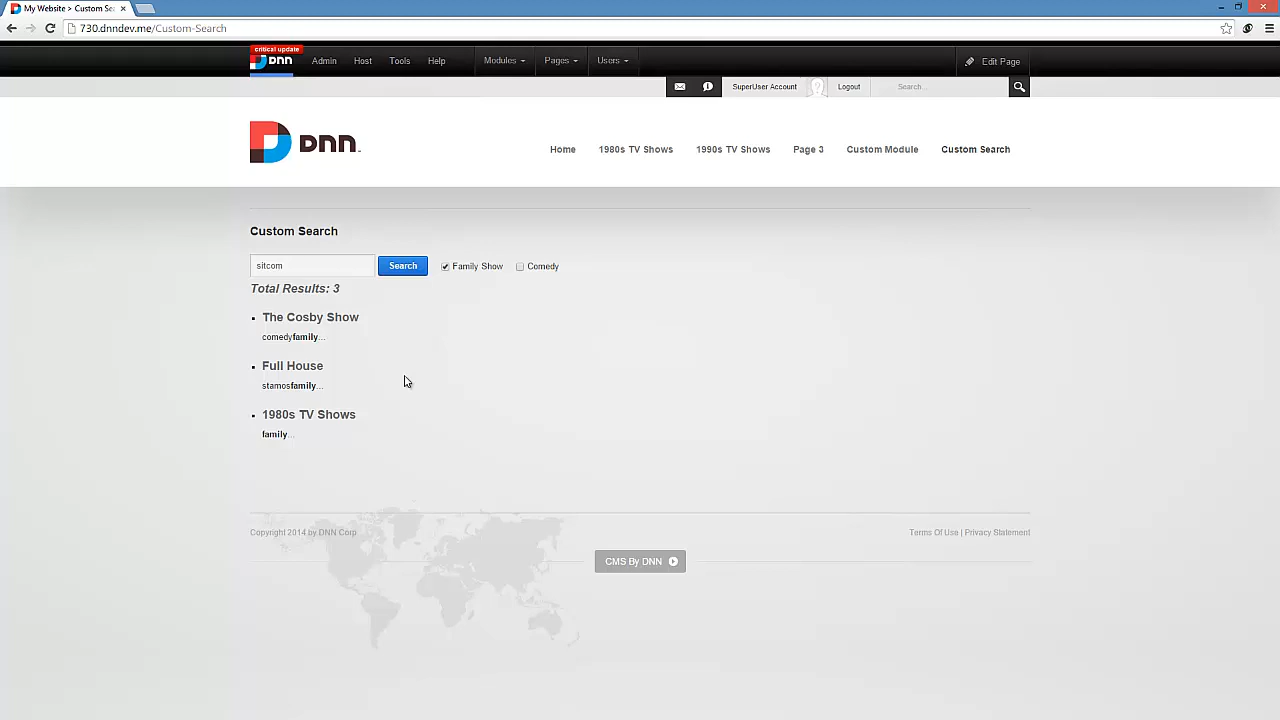 My Website > Custom Sea
730.dnndev.me/Custom-Search
critical update
DNN Admin Host Tools Help Modules Pages Users Edit Page
SuperUser Account Logout Search...
DNN Home 1980s TV Shows 1990s TV Shows Page 3 Custom Module Custom Search
Custom Search
sitcom Search Family Show Comedy
Total Results: 3
The Cosby Show
comedyfamily...
Full House
stamosfamily...
1980s TV Shows
family...
Copyright 2014 by DNN Corp Terms Of Use | Privacy Statement
CMS By DNN